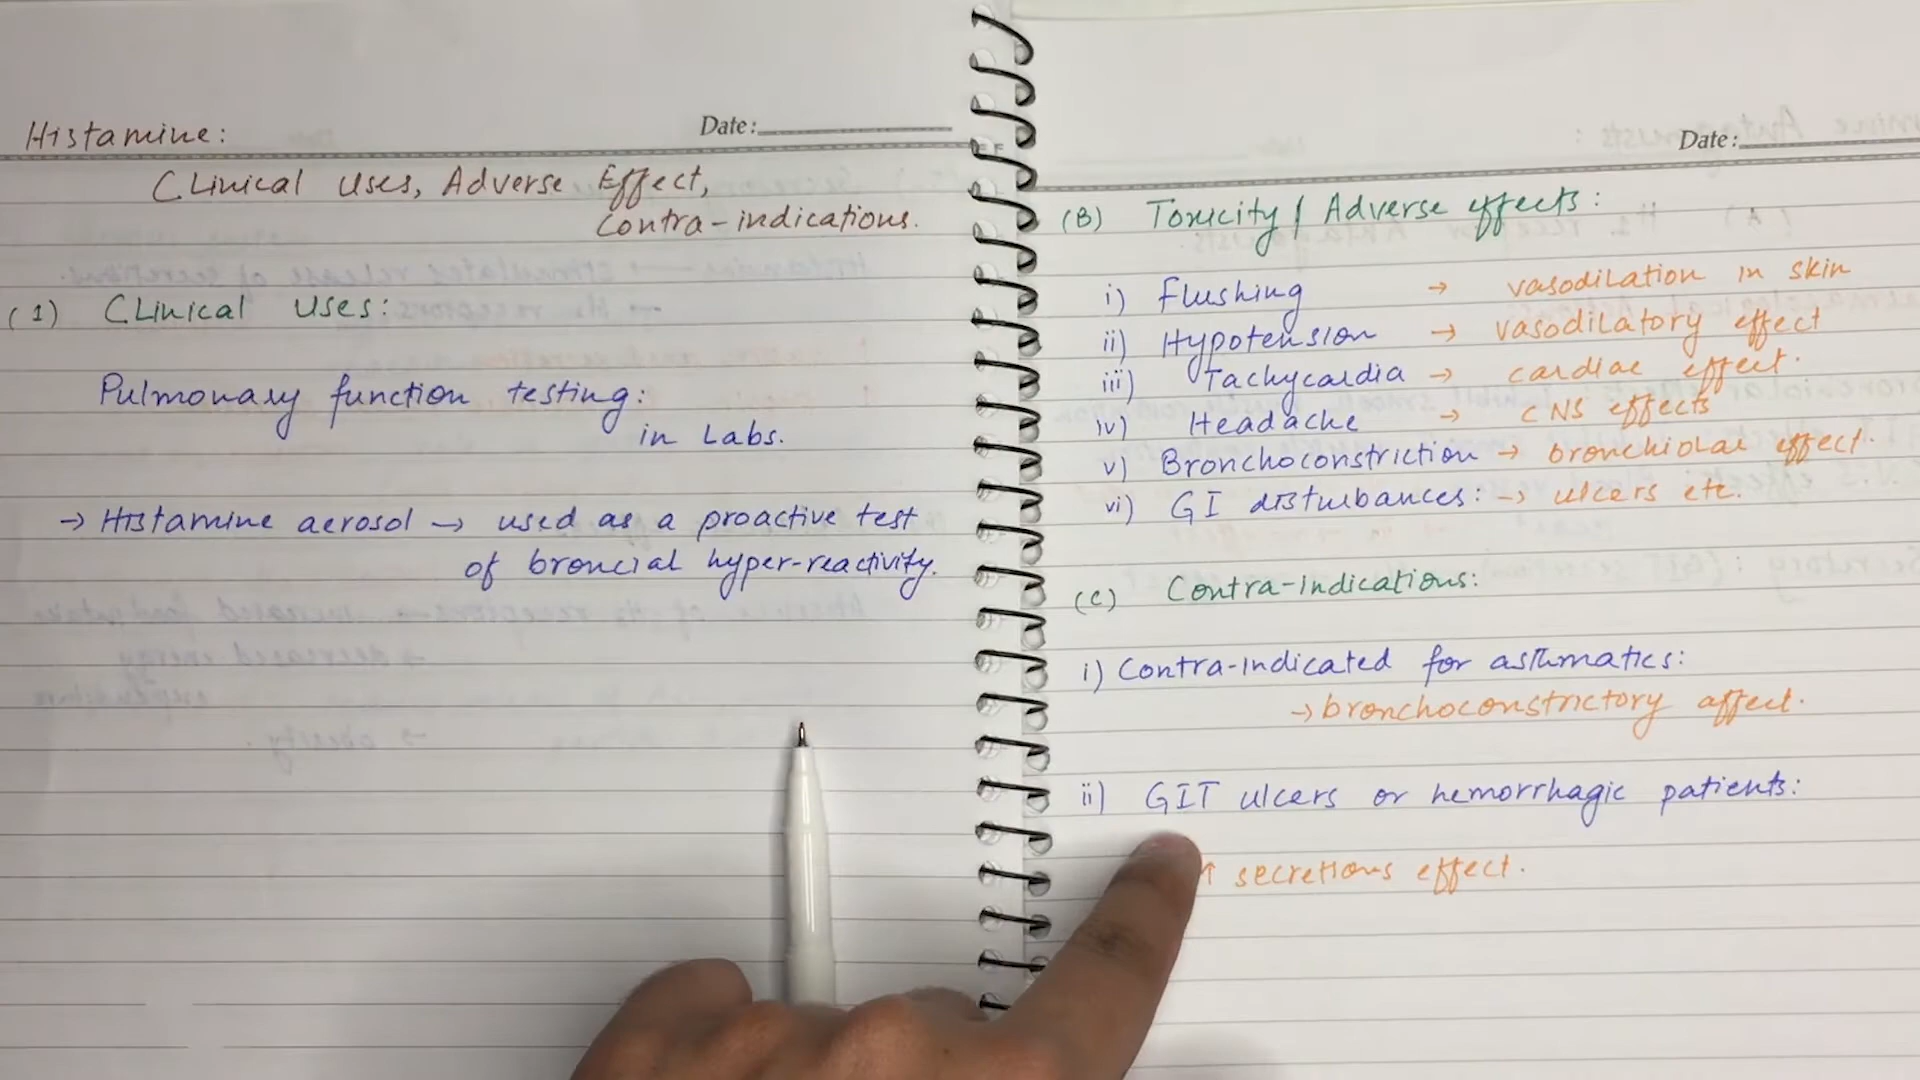 Histamine:
Date:
Clinical Uses, Adverse Effect,
Contra-indications.
(1) Clinical Uses:
Pulmonary function testing:
in Labs.
→ Histamine aerosol → used as a proactive test
of broncial hyper-reactivity.
Date:
(B) Toxicity / Adverse effects:
i) Flushing → vasodilation in skin
ii) Hypotension → vasodilatory effect
iii) Tachycardia → cardiac effect.
iv) Headache → CNS effects
v) Bronchoconstriction → bronchiolar effect.
vi) GI disturbances: → ulcers etc.
(C) Contra-indications:
i) Contra-indicated for asthmatics:
→ bronchoconstrictory affect.
ii) GIT ulcers or hemorrhagic patients:
↑ secretions effect.